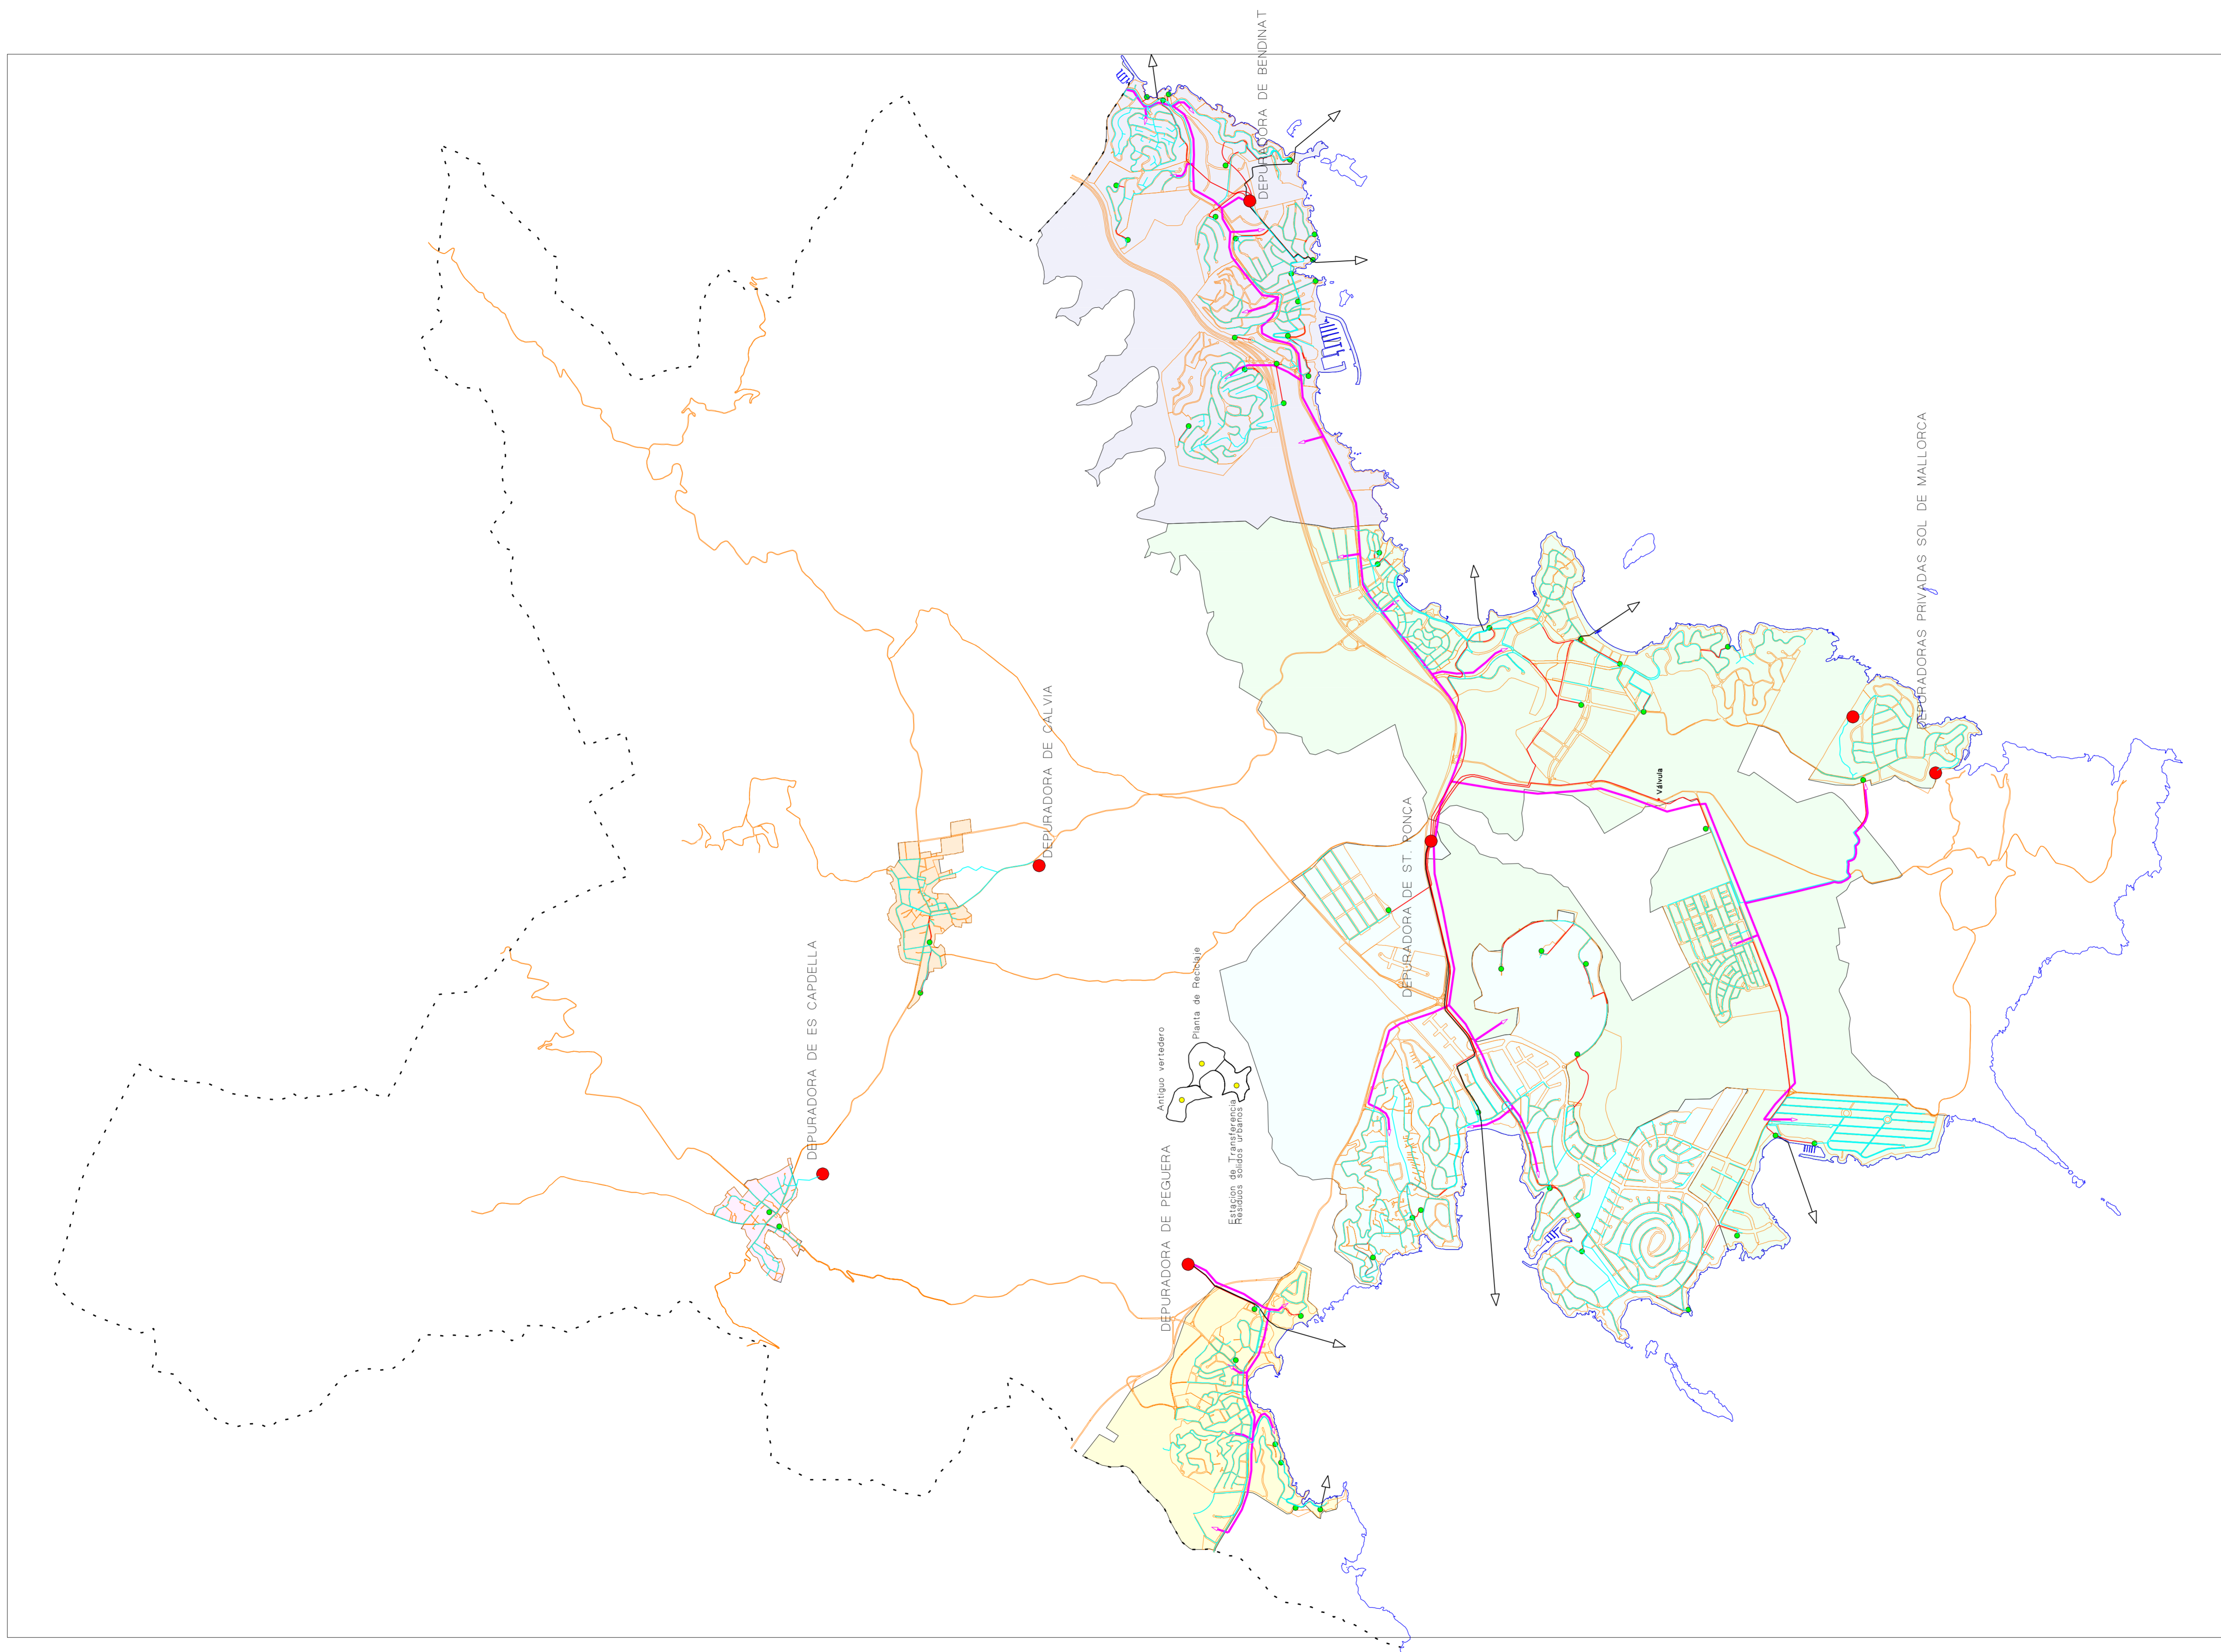 DEPURADORA DE BENDINAT
DEPURADORAS PRIVADAS SOL DE MALLORCA
DEPURADORA DE CALVIA
Válvula
DEPURADORA DE ST. PONÇA
DEPURADORA DE ES CAPDELLA
Planta de Reciclaje
Antiguo vertedero
Estacion de Transferencia
Residuos solidos urbanos
DEPURADORA DE PEGUERA